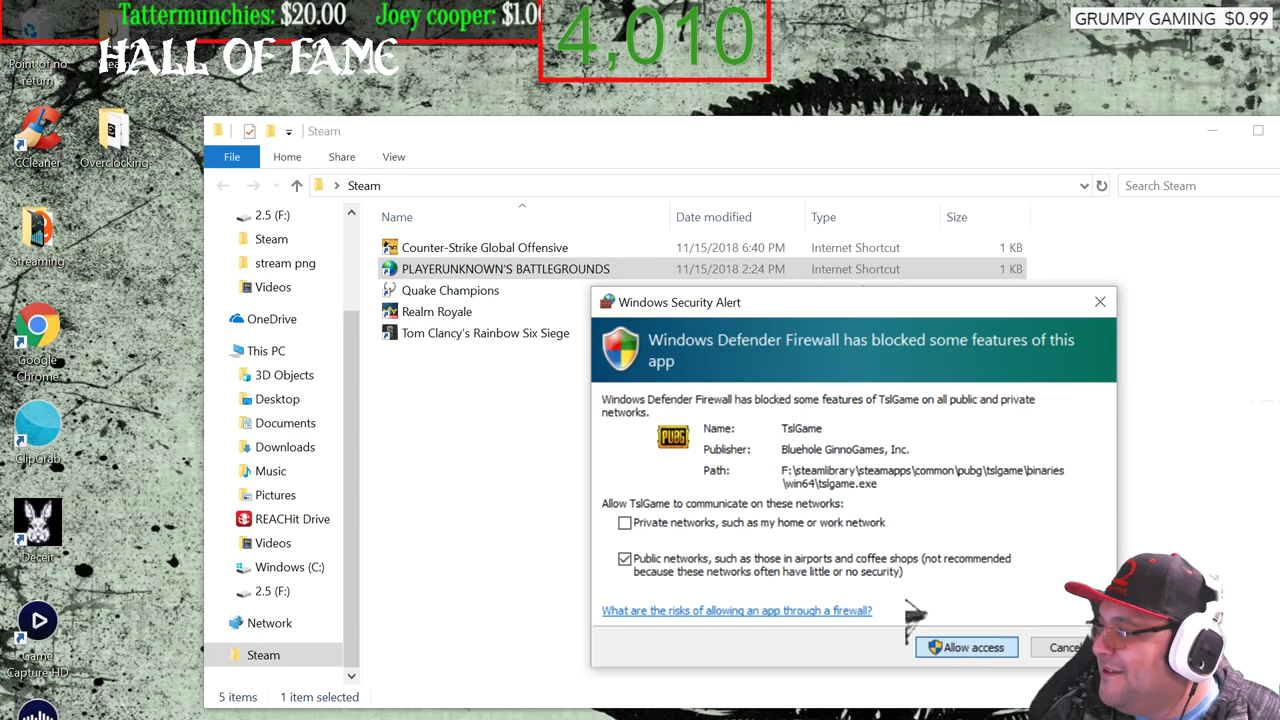 Tattermunchies: $20.00 Joey cooper: $1.0
4,010
GRUMPY GAMING $0.99
HALL OF FAME
Point of no
return
CCleaner
Overclocking
Streaming
Google
Chrome
ClipGrab
Deceit
Game
Capture HD
Steam
File Home Share View
Steam
Search Steam
2.5 (F:)
Steam
stream png
Videos
OneDrive
This PC
3D Objects
Desktop
Documents
Downloads
Music
Pictures
REACHit Drive
Videos
Windows (C:)
2.5 (F:)
Network
Steam
Name Date modified Type Size
Counter-Strike Global Offensive 11/15/2018 6:40 PM Internet Shortcut 1 KB
PLAYERUNKNOWN'S BATTLEGROUNDS 11/15/2018 2:24 PM Internet Shortcut 1 KB
Quake Champions
Realm Royale
Tom Clancy's Rainbow Six Siege
5 items 1 item selected
Windows Security Alert
Windows Defender Firewall has blocked some features of this
app
Windows Defender Firewall has blocked some features of TslGame on all public and private
networks.
PUBG
Name: TslGame
Publisher: Bluehole GinnoGames, Inc.
Path: F:\steamlibrary\steamapps\common\pubg\tslgame\binaries
\win64\tslgame.exe
Allow TslGame to communicate on these networks:
Private networks, such as my home or work network
Public networks, such as those in airports and coffee shops (not recommended
because these networks often have little or no security)
What are the risks of allowing an app through a firewall?
Allow access Cancel